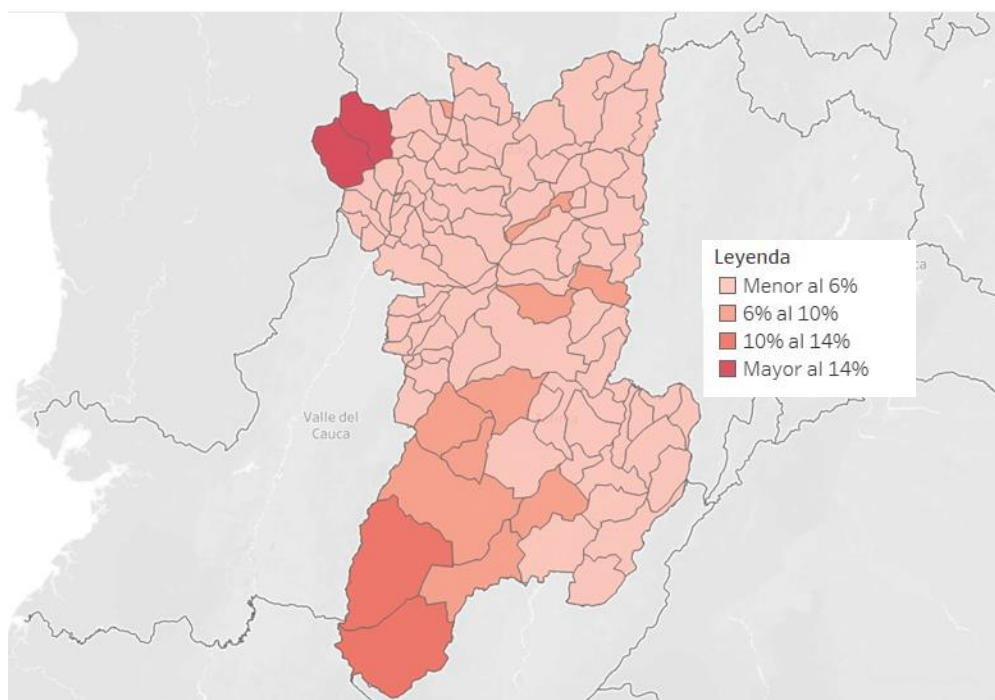 Leyenda
Menor al 6%
6% al 10%
10% al 14%
Mayor al 14%
Valle del
Cauca